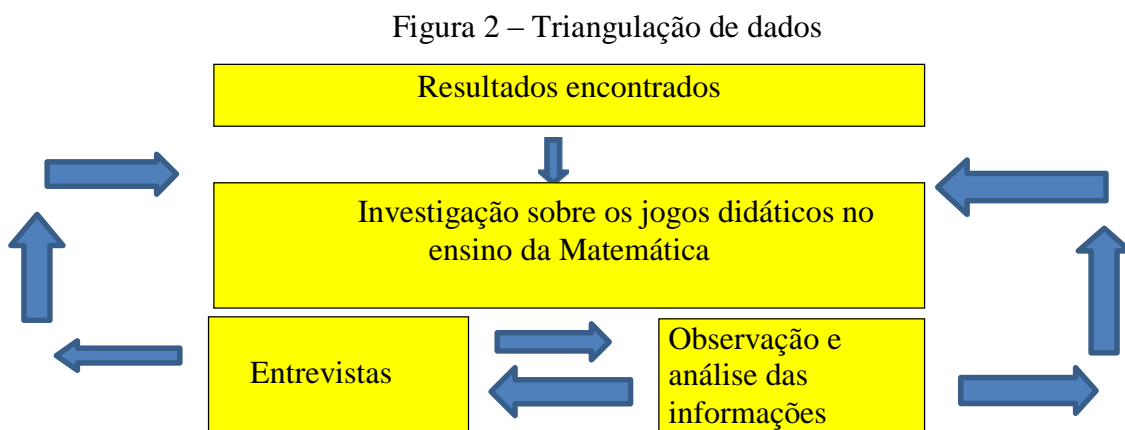 Figura 2 – Triangulação de dados
Resultados encontrados
Investigação sobre os jogos didáticos no
ensino da Matemática
Entrevistas
Observação e
análise das
informações